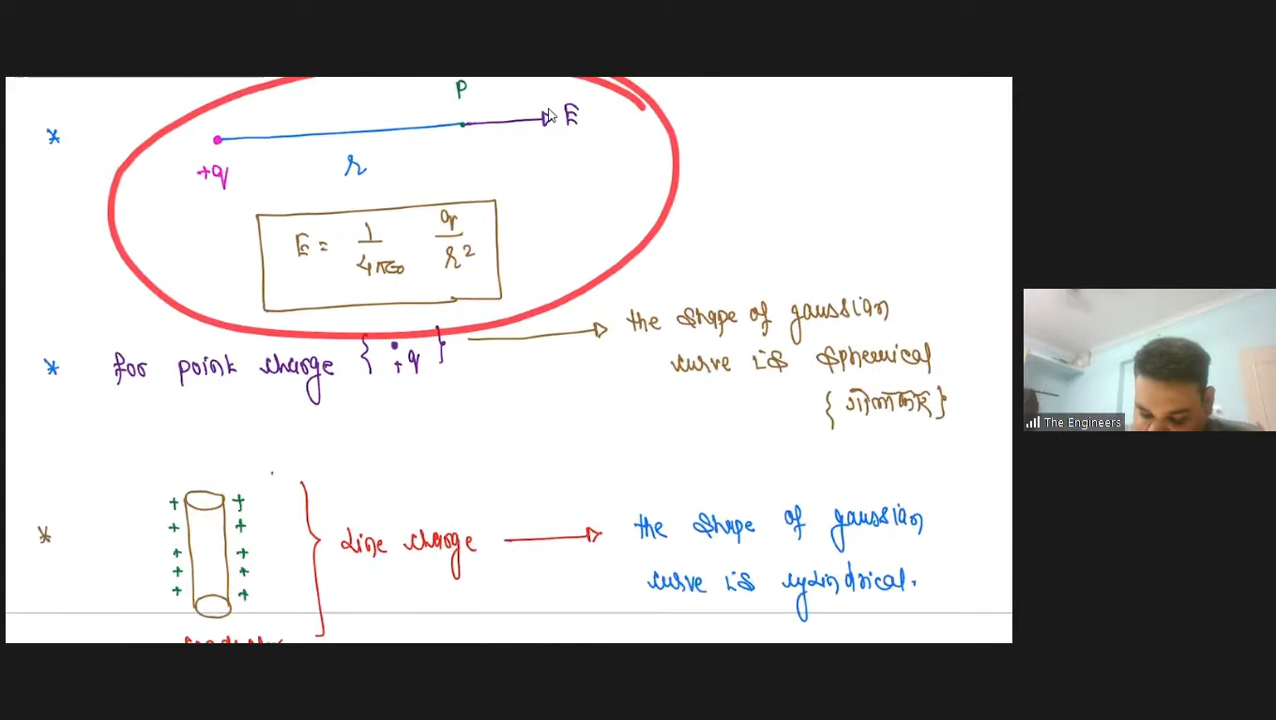 P
* E
+q r
E = 1/4πε0 q/r²
the shape of gaussian
* for point charge { +q } curve is spherical
{ गोलाकार }
The Engineers
+ +
+ +
* Line charge the shape of gaussian
+ +
+ +
+ + curve is cylindrical.